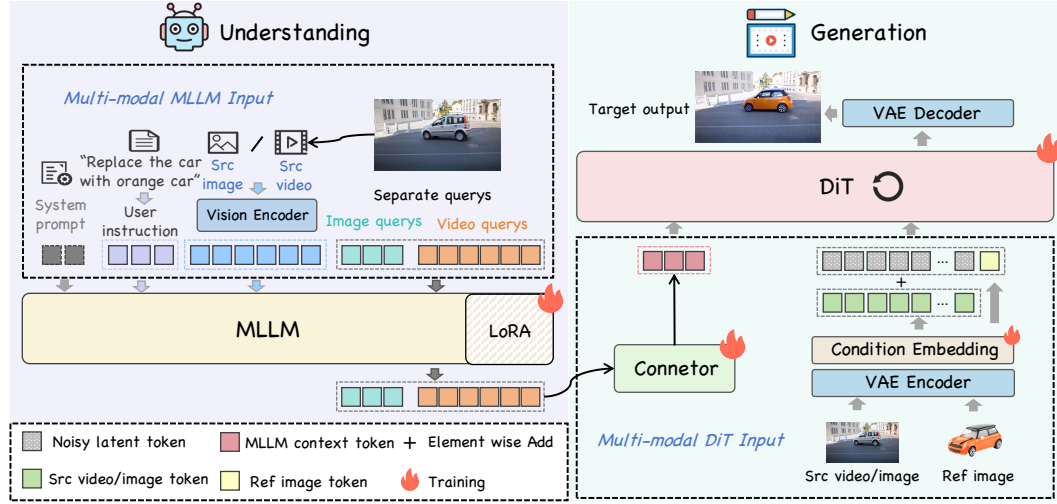 Understanding
Multi-modal MLLM Input
"Replace the car
with orange car"
Src
image
/
Src
video
System
prompt
User
instruction
Vision Encoder
Separate querys
Image querys
Video querys
MLLM
LoRA
Noisy latent token
MLLM context token
+ Element wise Add
Src video/image token
Ref image token
Training
Generation
Target output
VAE Decoder
DiT
...
+
...
Connetor
Condition Embedding
VAE Encoder
Multi-modal DiT Input
Src video/image
Ref image